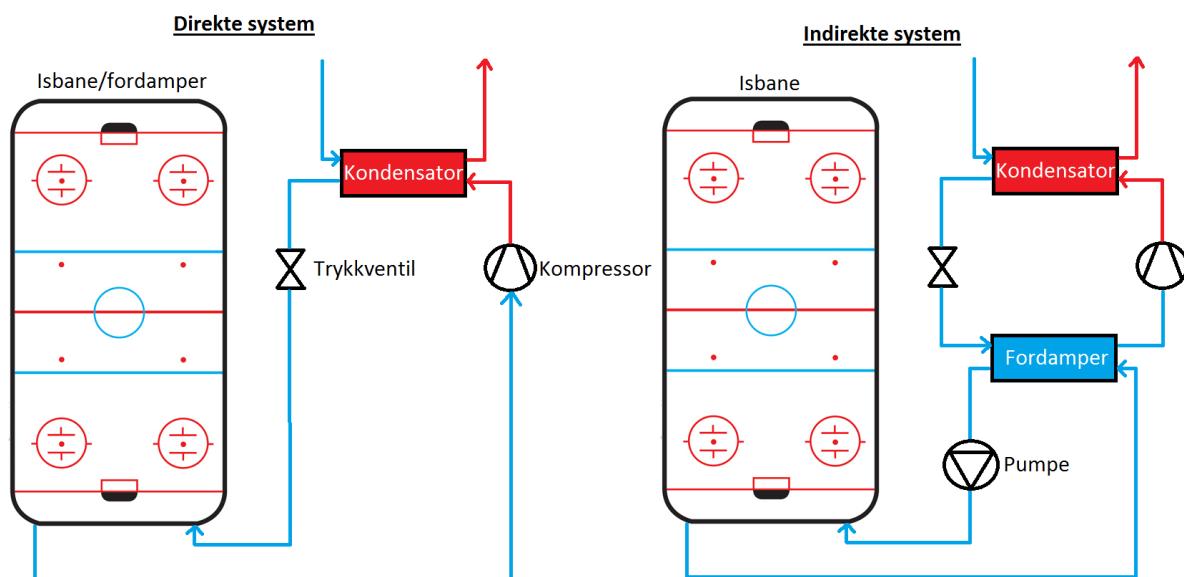 Direkte system
Isbane/fordamper
Kondensator
Trykkventil
Kompressor
Indirekte system
Isbane
Kondensator
Fordamper
Pumpe